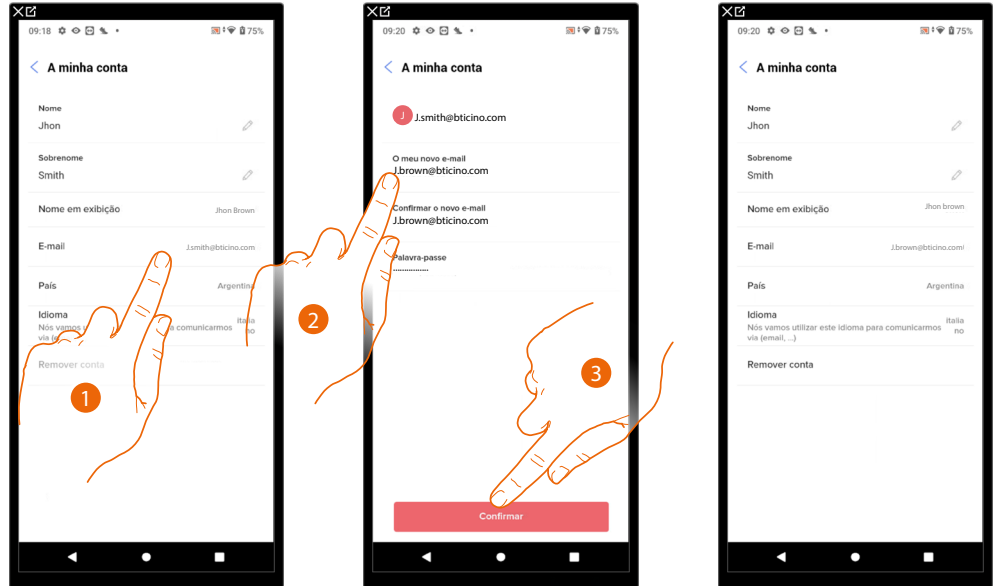 09:18
75%
A minha conta
Nome
Jhon
Sobrenome
Smith
Nome em exibição
Jhon Brown
E-mail
J.smith@bticino.com
País
Argentina
Idioma
italia
no
Nós vamos
a comunicarmos
via (e
Remover conta
1
09:20
75%
A minha conta
J
J.smith@bticino.com
O meu novo e-mail
J.brown@bticino.com
Confirmar o novo e-mail
J.brown@bticino.com
Palavra-passe
................
2
3
Confirmar
09:20
75%
A minha conta
Nome
Jhon
Sobrenome
Smith
Nome em exibição
Jhon brown
E-mail
J.brown@bticino.com
País
Argentina
Idioma
italia
no
Nós vamos utilizar este idioma para comunicarmos
via (email, ...)
Remover conta